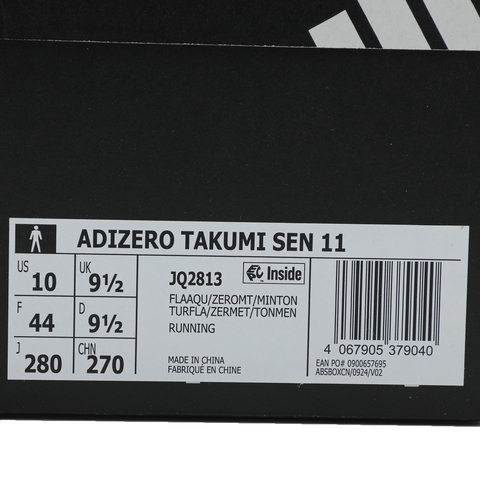 ADIZERO TAKUMI SEN 11
US 10 UK 9½
F 44 D 9½
J 280 CHN 270
JQ2813 Inside
FLAAQU/ZEROMT/MINTON
TURFLA/ZERMET/TONMEN
RUNNING
MADE IN CHINA
FABRIQUÉ EN CHINE
4 067905 379040
EAN PO# 0900657695
ABSBOXCN/0924/V02